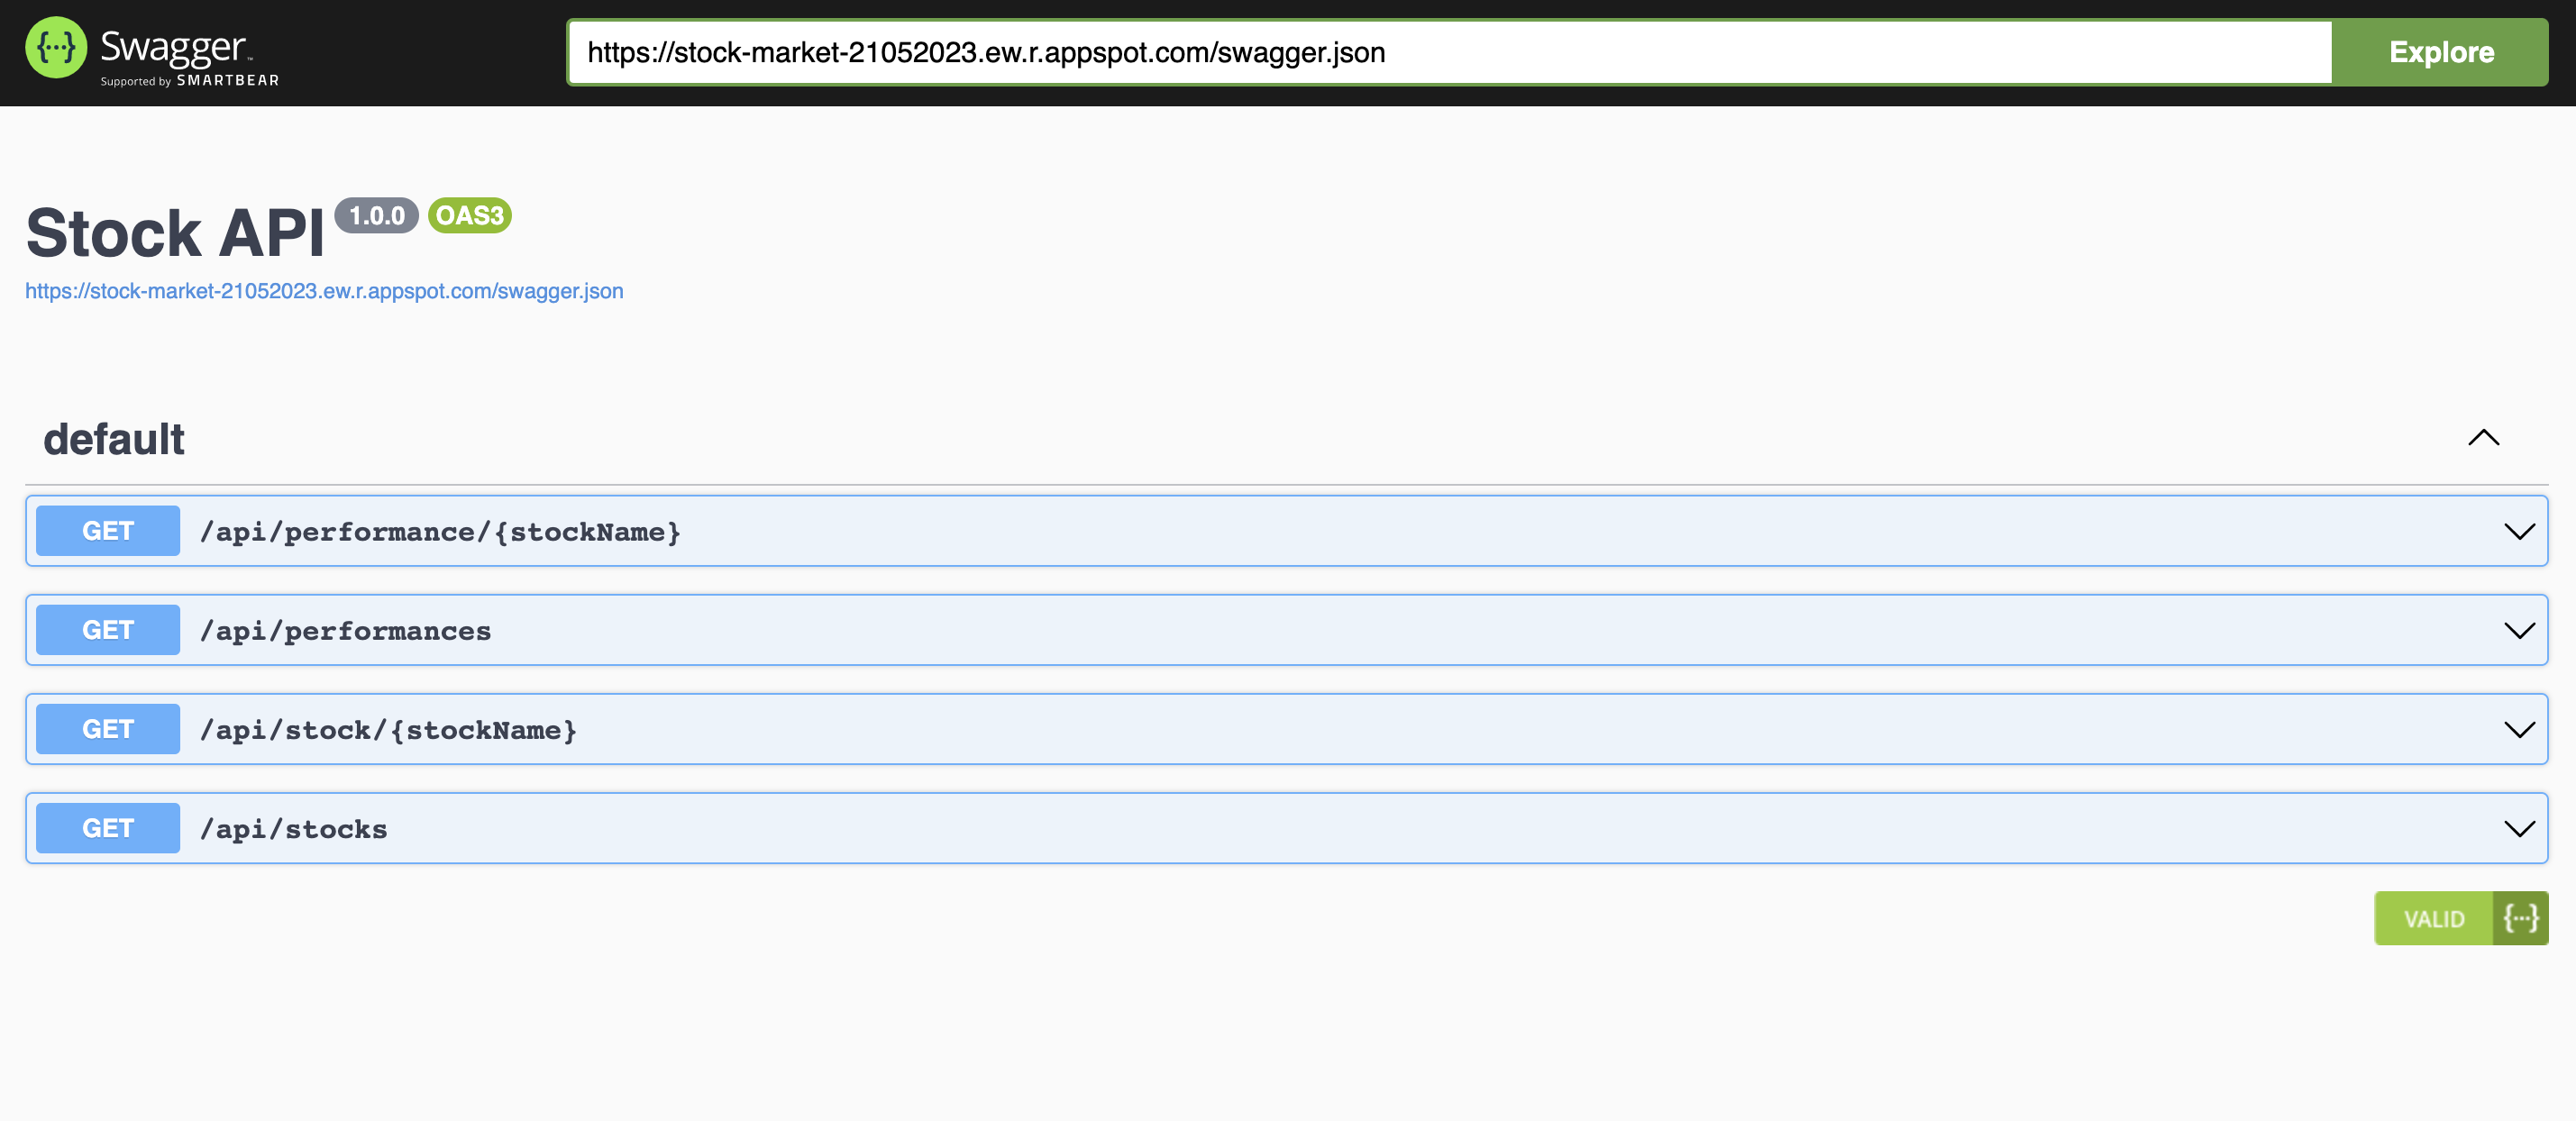 Swagger™
Supported by SMARTBEAR
https://stock-market-21052023.ew.r.appspot.com/swagger.json
Explore
Stock API 1.0.0 OAS3
https://stock-market-21052023.ew.r.appspot.com/swagger.json
default
GET /api/performance/{stockName}
GET /api/performances
GET /api/stock/{stockName}
GET /api/stocks
VALID {···}